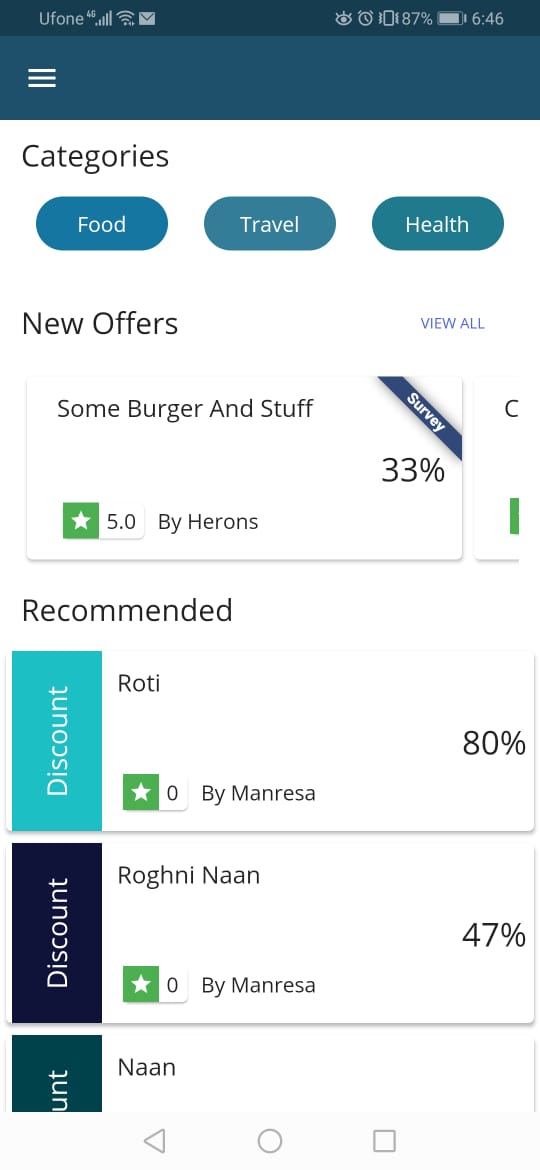 Ufone 4G 87% 6:46
Categories
Food Travel Health
New Offers VIEW ALL
Some Burger And Stuff Survey C
33%
5.0 By Herons
Recommended
Discount
Roti
80%
0 By Manresa
Discount
Roghni Naan
47%
0 By Manresa
unt
Naan